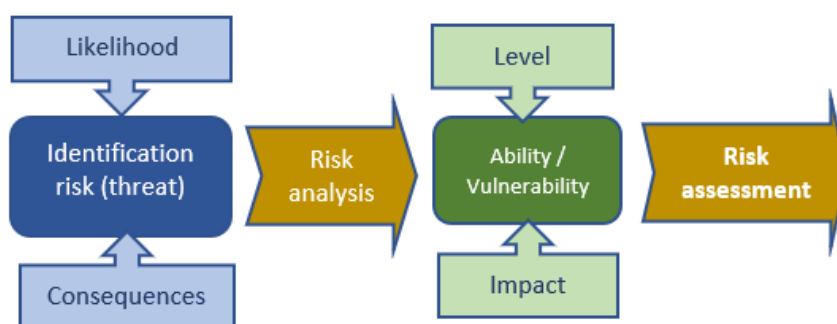 Likelihood
Identification
risk (threat)
Consequences
Risk
analysis
Level
Ability /
Vulnerability
Impact
Risk
assessment